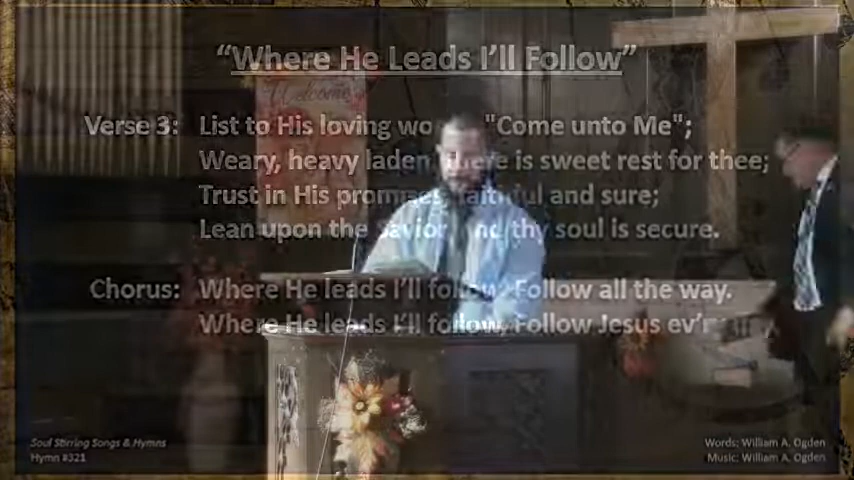 “Where He Leads I’ll Follow”
Welcome
Verse 3: List to His loving wo "Come unto Me";
Weary, heavy laden there is sweet rest for thee;
Trust in His promises, faithful and sure;
Lean upon the Savior and thy soul is secure.
Chorus: Where He leads I’ll follow, Follow all the way.
Where He leads I’ll follow, Follow Jesus ev’r
Soul Stirring Songs & Hymns
Hymn #321
Words: William A. Ogden
Music: William A. Ogden